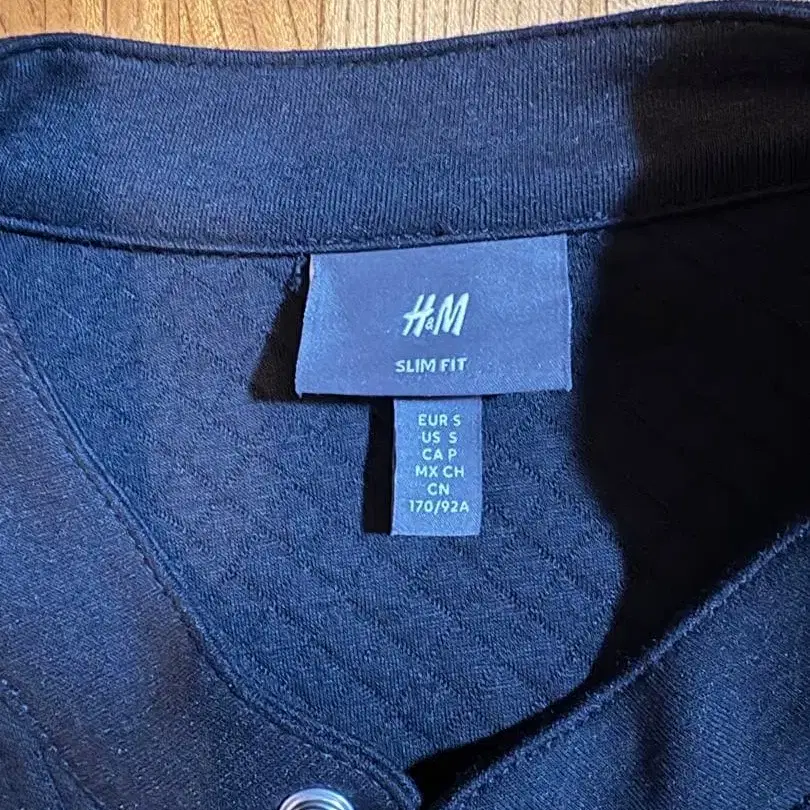 H&M
SLIM FIT
EUR S
US S
CA P
MX CH
CN
170/92A